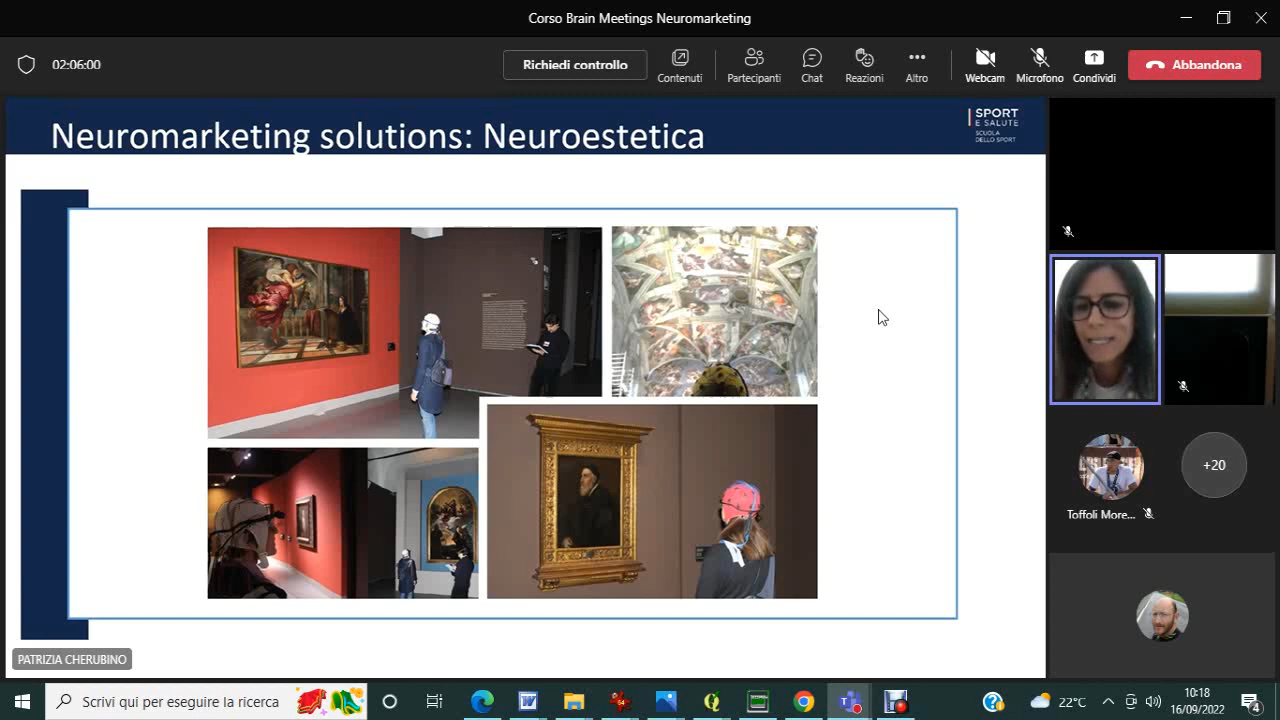 Corso Brain Meetings Neuromarketing
02:06:00
Richiedi controllo
Contenuti
Partecipanti
Chat
Reazioni
Altro
Webcam
Microfono
Condividi
Abbandona
Neuromarketing solutions: Neuroestetica
SPORT
E SALUTE
SCUOLA
DELLO SPORT
+20
Toffoli More...
PATRIZIA CHERUBINO
Scrivi qui per eseguire la ricerca
22°C
10:18
16/09/2022
4